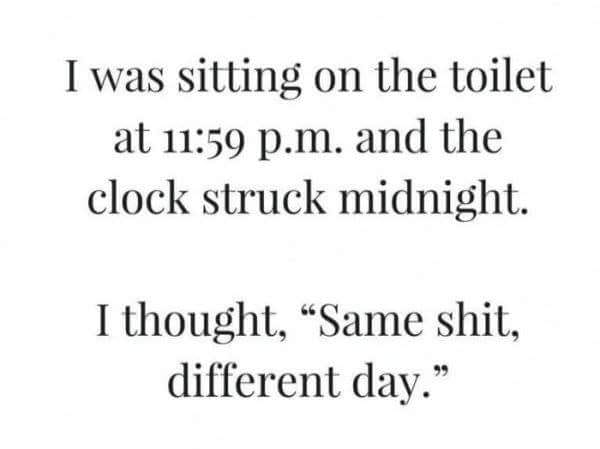 I was sitting on the toilet
at 11:59 p.m. and the
clock struck midnight.
I thought, “Same shit,
different day.”